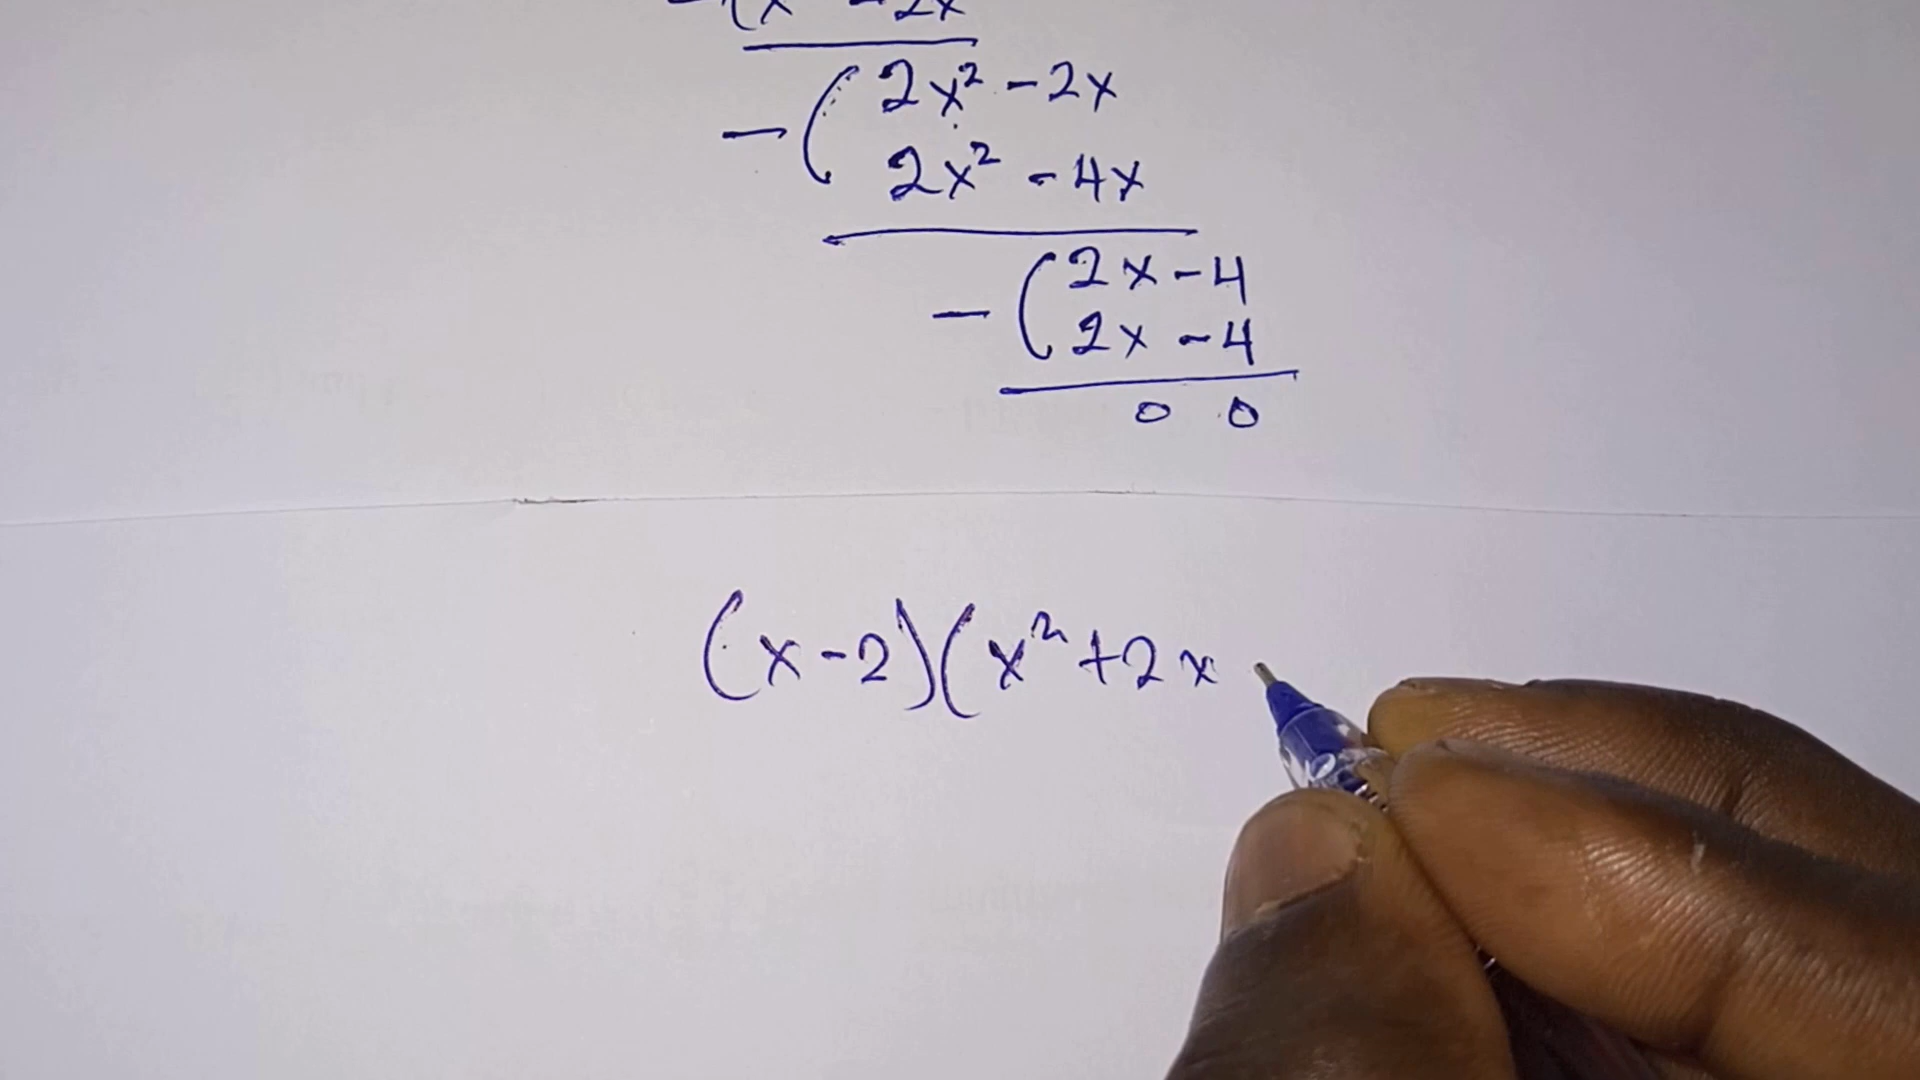 2x² - 2x
-(
2x² - 4x
2x - 4
-(
2x - 4
0 0
(x - 2)(x² + 2x